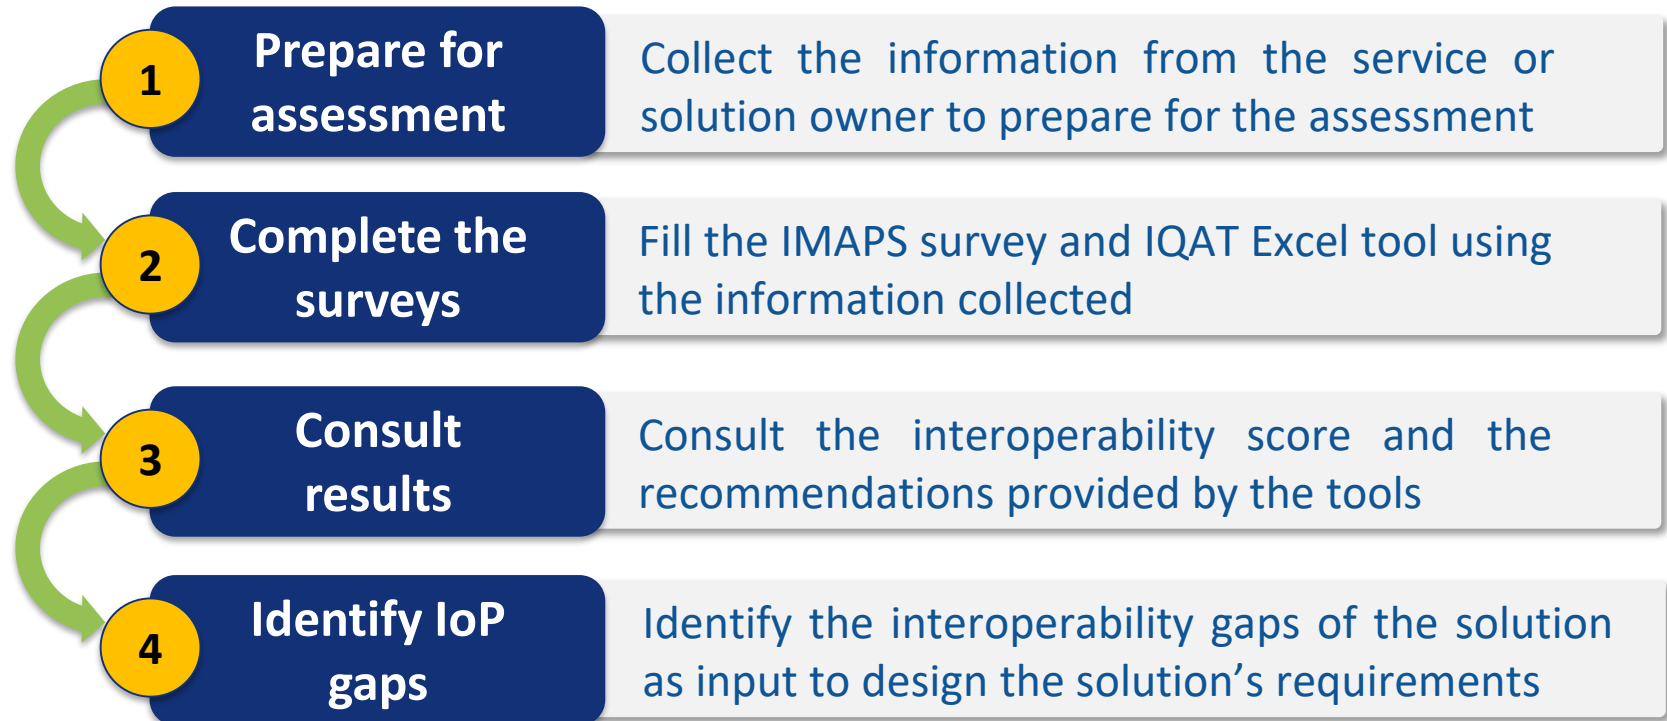 1
Prepare for
assessment
Collect the information from the service or
solution owner to prepare for the assessment
2
Complete the
surveys
Fill the IMAPS survey and IQAT Excel tool using
the information collected
3
Consult
results
Consult the interoperability score and the
recommendations provided by the tools
4
Identify IoP
gaps
Identify the interoperability gaps of the solution
as input to design the solution’s requirements